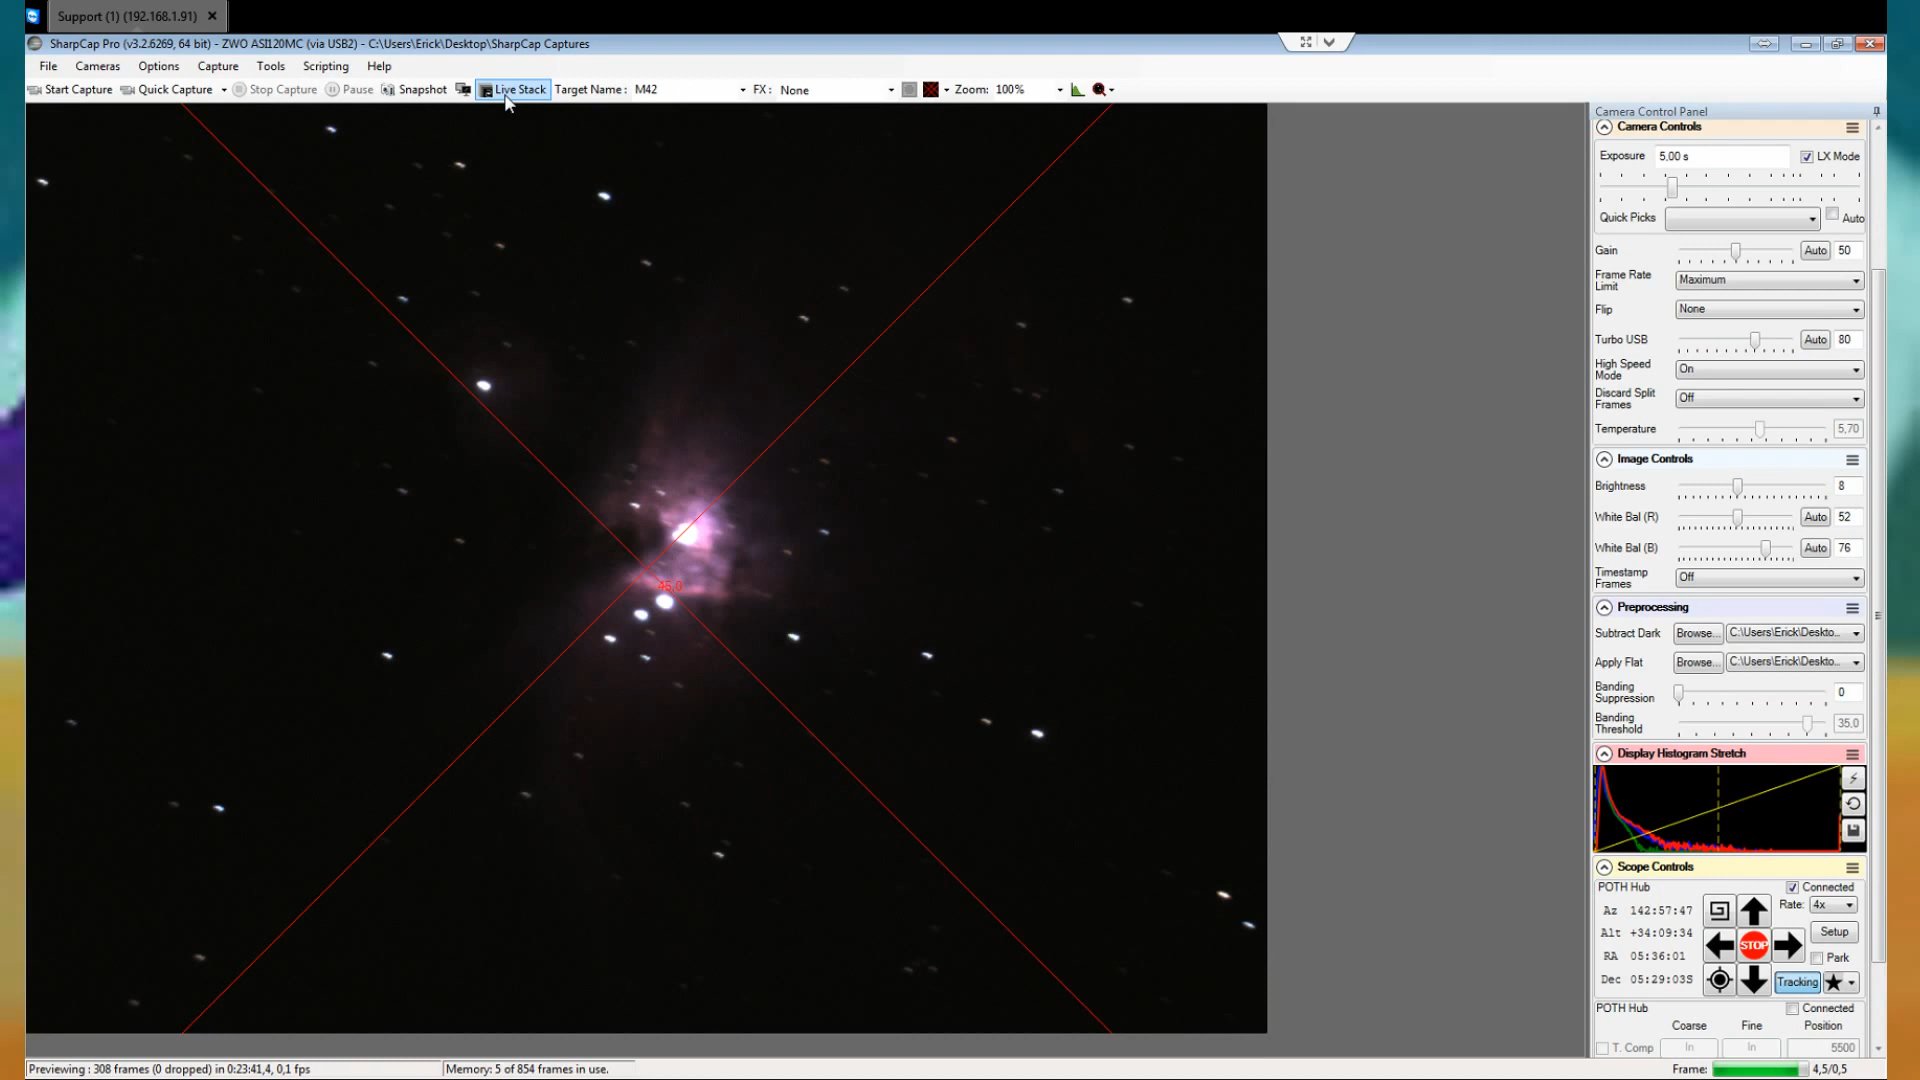 Support (1) (192.168.1.91)
SharpCap Pro (v3.2.6269, 64 bit) - ZWO ASI120MC (via USB2) - C:\Users\Erick\Desktop\SharpCap Captures
File Cameras Options Capture Tools Scripting Help
Start Capture Quick Capture Stop Capture Pause Snapshot Live Stack Target Name : M42 FX : None Zoom: 100%
45,0
Camera Control Panel
Camera Controls
Exposure 5,00 s LX Mode
Quick Picks Auto
Gain Auto 50
Frame Rate Limit Maximum
Flip None
Turbo USB Auto 80
High Speed Mode On
Discard Split Frames Off
Temperature 5,70
Image Controls
Brightness 8
White Bal (R) Auto 52
White Bal (B) Auto 76
Timestamp Frames Off
Preprocessing
Subtract Dark Browse... C:\Users\Erick\Deskto...
Apply Flat Browse... C:\Users\Erick\Deskto...
Banding Suppression 0
Banding Threshold 35,0
Display Histogram Stretch
Scope Controls
POTH Hub Connected
Az 142:57:47 Rate: 4x
Alt +34:09:34 Setup
RA 05:36:01 STOP Park
Dec 05:29:03S Tracking
POTH Hub Connected
Coarse Fine Position
T. Comp In In 5500
Previewing : 308 frames (0 dropped) in 0:23:41,4, 0,1 fps Memory: 5 of 854 frames in use. Frame: 4,5/0,5